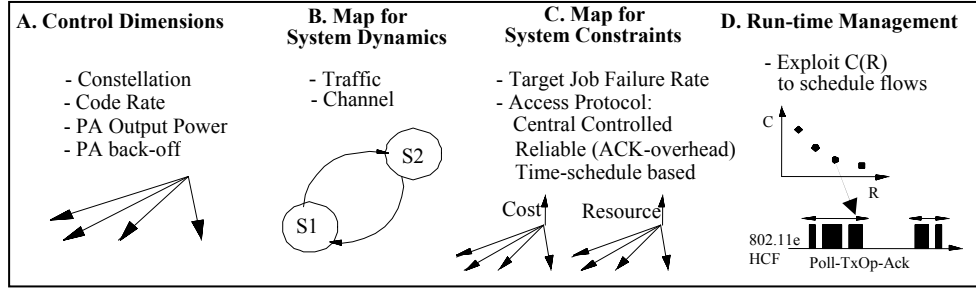 A. Control Dimensions
- Constellation
- Code Rate
- PA Output Power
- PA back-off
B. Map for
System Dynamics
- Traffic
- Channel
S2
S1
C. Map for
System Constraints
- Target Job Failure Rate
- Access Protocol:
Central Controlled
Reliable (ACK-overhead)
Time-schedule based
Cost
Resource
D. Run-time Management
- Exploit C(R)
to schedule flows
C
R
802.11e
HCF
Poll-TxOp-Ack